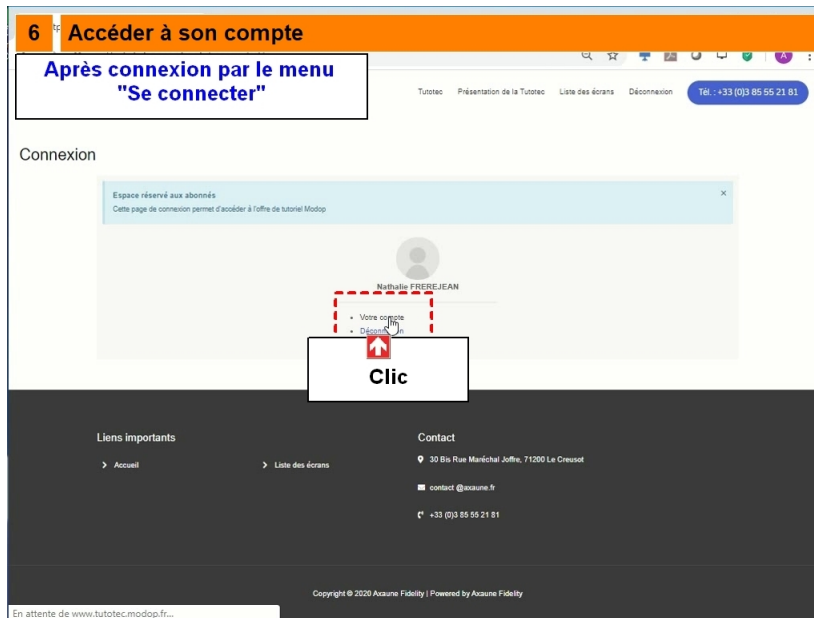 6 Accéder à son compte
Après connexion par le menu
"Se connecter"
Tutotec Présentation de la Tutotec Liste des écrans Déconnexion Tél. : +33 (0)3 85 55 21 81
Connexion
Espace réservé aux abonnés ×
Cette page de connexion permet d'accéder à l'offre de tutoriel Modop
Nathalie FREREJEAN
Votre compte
Déconnexion
Clic
Liens importants
Accueil
Liste des écrans
Contact
30 Bis Rue Maréchal Joffre, 71200 Le Creusot
contact @axaune.fr
+33 (0)3 85 55 21 81
Copyright © 2020 Axaune Fidelity | Powered by Axaune Fidelity
En attente de www.tutotec.modop.fr...